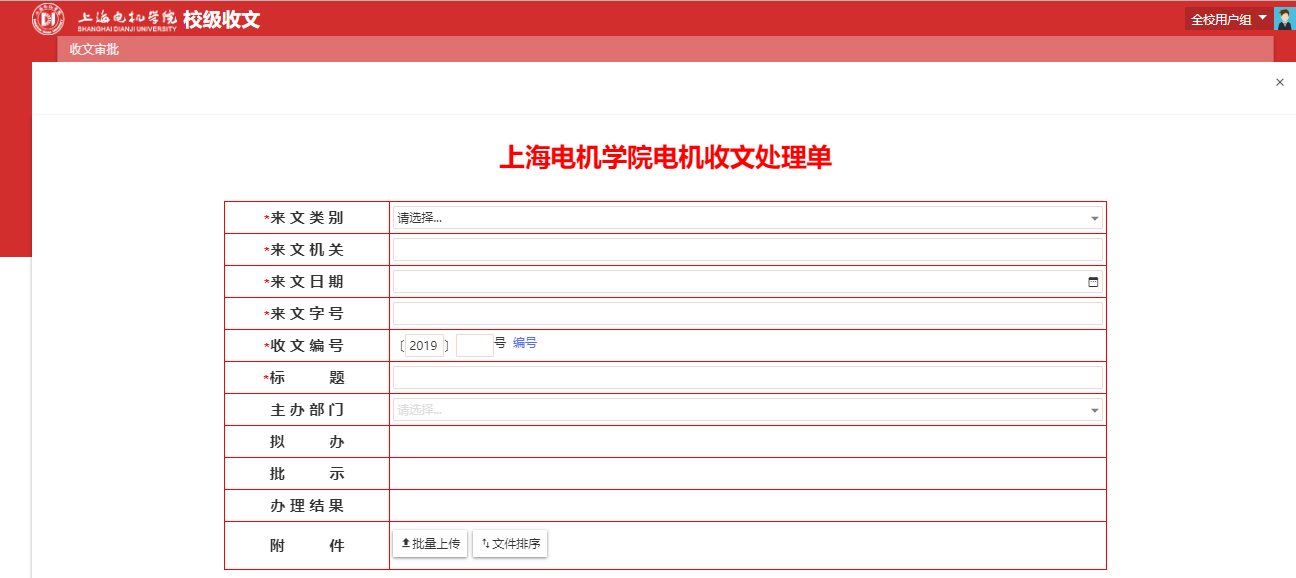 上海电机学院 校级收文
SHANGHAI DIANJI UNIVERSITY
全校用户组
收文审批
×
上海电机学院电机收文处理单
*来文类别 请选择...
*来文机关
*来文日期
*来文字号
*收文编号 〔2019〕 号 编号
*标 题
主办部门 请选择...
拟 办
批 示
办理结果
附 件 批量上传 文件排序